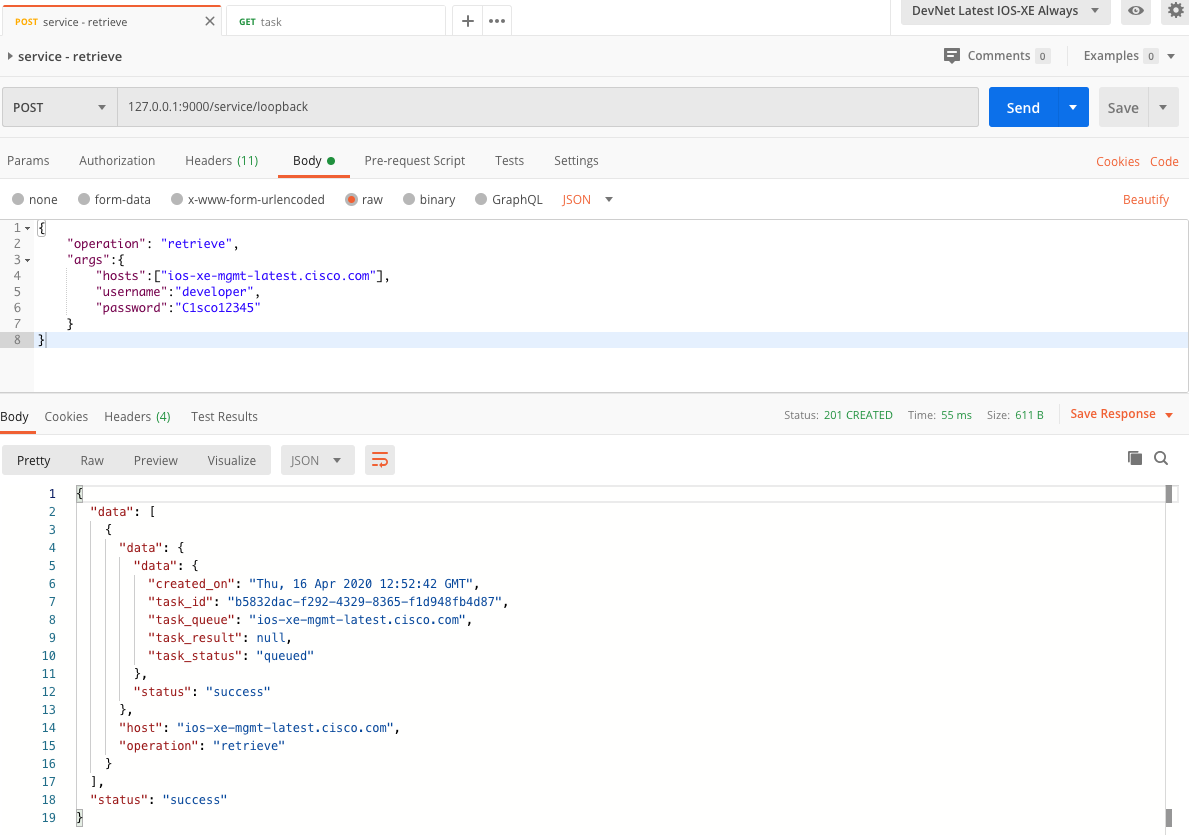 POST service - retrieve
GET task
DevNet Latest IOS-XE Always
service - retrieve
Comments 0
Examples 0
POST
127.0.0.1:9000/service/loopback
Send
Save
Params Authorization Headers (11) Body Pre-request Script Tests Settings
Cookies Code
none form-data x-www-form-urlencoded raw binary GraphQL JSON
Beautify
1 {
2 "operation": "retrieve",
3 "args":{
4 "hosts":["ios-xe-mgmt-latest.cisco.com"],
5 "username":"developer",
6 "password":"C1sco12345"
7 }
8 }
Body Cookies Headers (4) Test Results
Status: 201 CREATED Time: 55 ms Size: 611 B
Save Response
Pretty Raw Preview Visualize JSON
1 {
2 "data": [
3 {
4 "data": {
5 "data": {
6 "created_on": "Thu, 16 Apr 2020 12:52:42 GMT",
7 "task_id": "b5832dac-f292-4329-8365-f1d948fb4d87",
8 "task_queue": "ios-xe-mgmt-latest.cisco.com",
9 "task_result": null,
10 "task_status": "queued"
11 },
12 "status": "success"
13 },
14 "host": "ios-xe-mgmt-latest.cisco.com",
15 "operation": "retrieve"
16 }
17 ],
18 "status": "success"
19 }